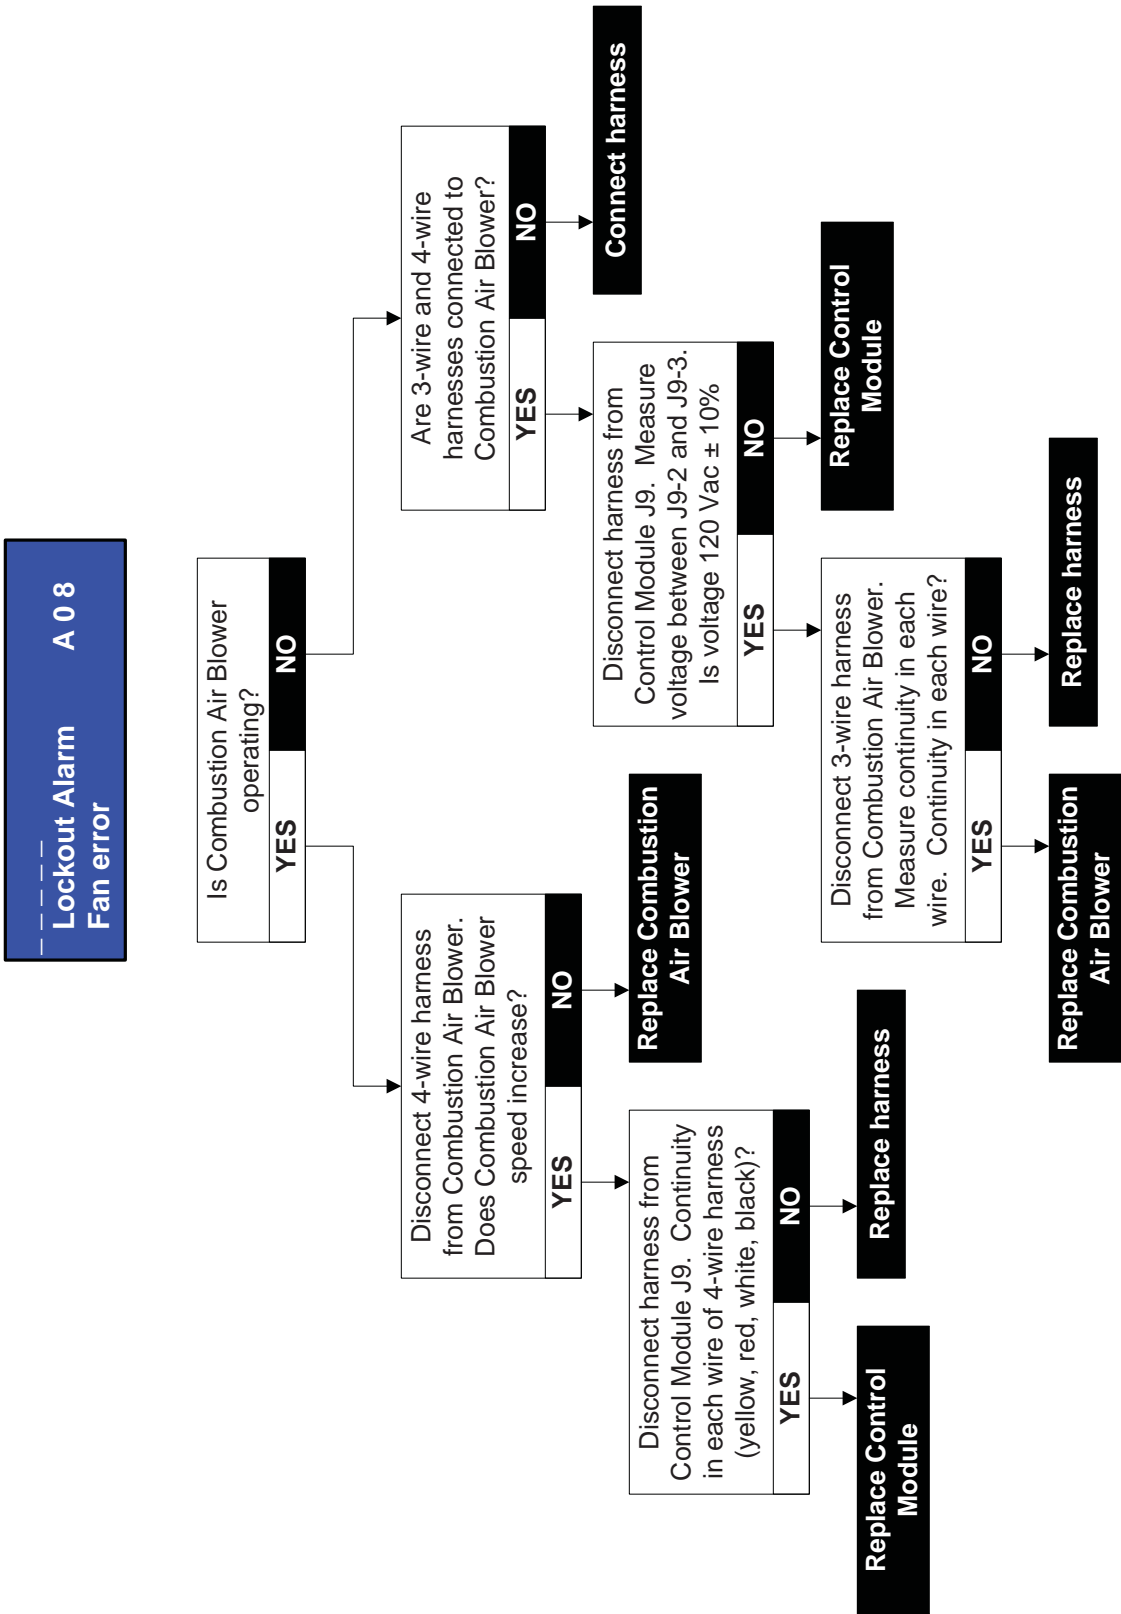 _ _ _ _ _
Lockout Alarm A 0 8
Fan error
Is Combustion Air Blower
operating?
YES NO
Disconnect 4-wire harness
from Combustion Air Blower.
Does Combustion Air Blower
speed increase?
YES NO
Are 3-wire and 4-wire
harnesses connected to
Combustion Air Blower?
YES NO
Disconnect harness from
Control Module J9. Continuity
in each wire of 4-wire harness
(yellow, red, white, black)?
YES NO
Replace Combustion
Air Blower
Disconnect harness from
Control Module J9. Measure
voltage between J9-2 and J9-3.
Is voltage 120 Vac ± 10%
YES NO
Connect harness
Replace Control
Module
Replace harness
Disconnect 3-wire harness
from Combustion Air Blower.
Measure continuity in each
wire. Continuity in each wire?
YES NO
Replace Control
Module
Replace Combustion
Air Blower
Replace harness